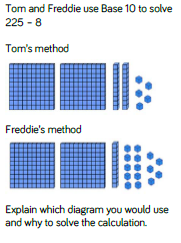 Tom and Freddie use Base 10 to solve
225 - 8
Tom's method
Freddie's method
Explain which diagram you would use
and why to solve the calculation.